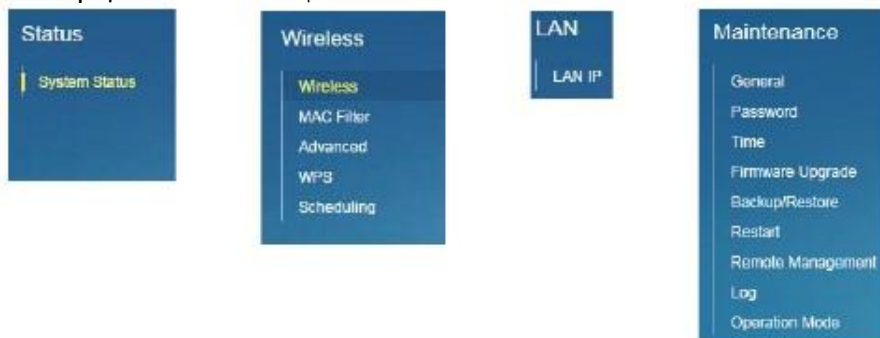 Status
System Status
Wireless
Wireless
MAC Filter
Advanced
WPS
Scheduling
LAN
LAN IP
Maintenance
General
Password
Time
Firmware Upgrade
Backup/Restore
Restart
Remote Management
Log
Operation Mode